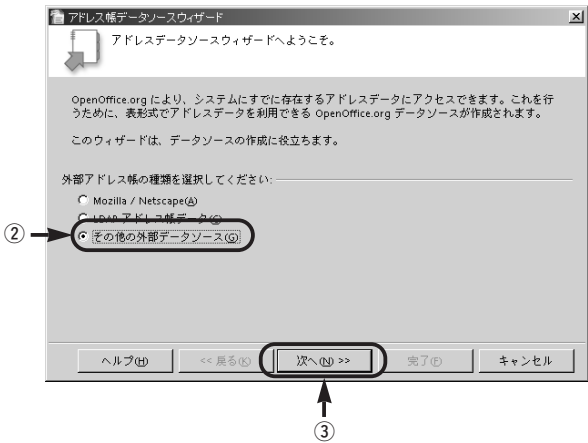 アドレス帳データソースウィザード
アドレスデータソースウィザードへようこそ。
OpenOffice.org により、システムにすでに存在するアドレスデータにアクセスできます。これを行
うために、表形式でアドレスデータを利用できる OpenOffice.org データソースが作成されます。
このウィザードは、データソースの作成に役立ちます。
外部アドレス帳の種類を選択してください:
Mozilla / Netscape(A)
LDAP アドレス帳データ(C)
② その他の外部データソース(G)
ヘルプ(H) << 戻る(K) 次へ(N) >> 完了(F) キャンセル
③